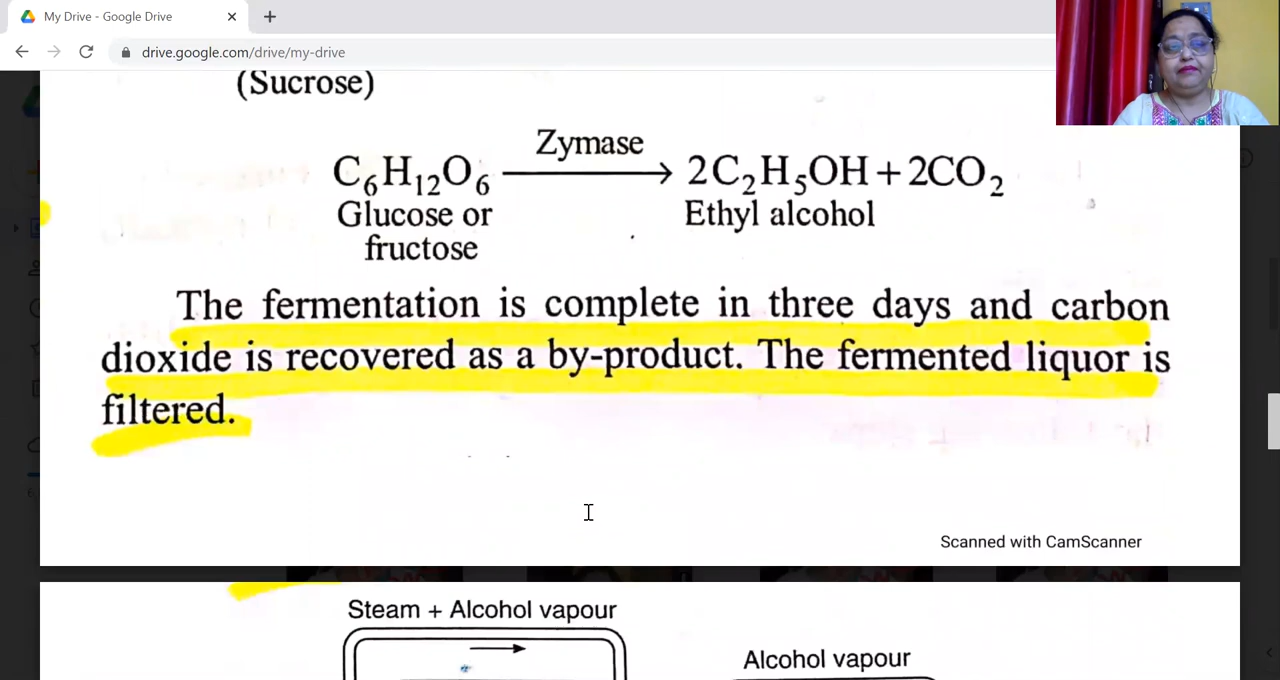 My Drive - Google Drive
drive.google.com/drive/my-drive
(Sucrose)
Zymase
C₆H₁₂O₆ ⟶ 2C₂H₅OH + 2CO₂
Glucose or
fructose
Ethyl alcohol
The fermentation is complete in three days and carbon
dioxide is recovered as a by-product. The fermented liquor is
filtered.
Scanned with CamScanner
Steam + Alcohol vapour
Alcohol vapour